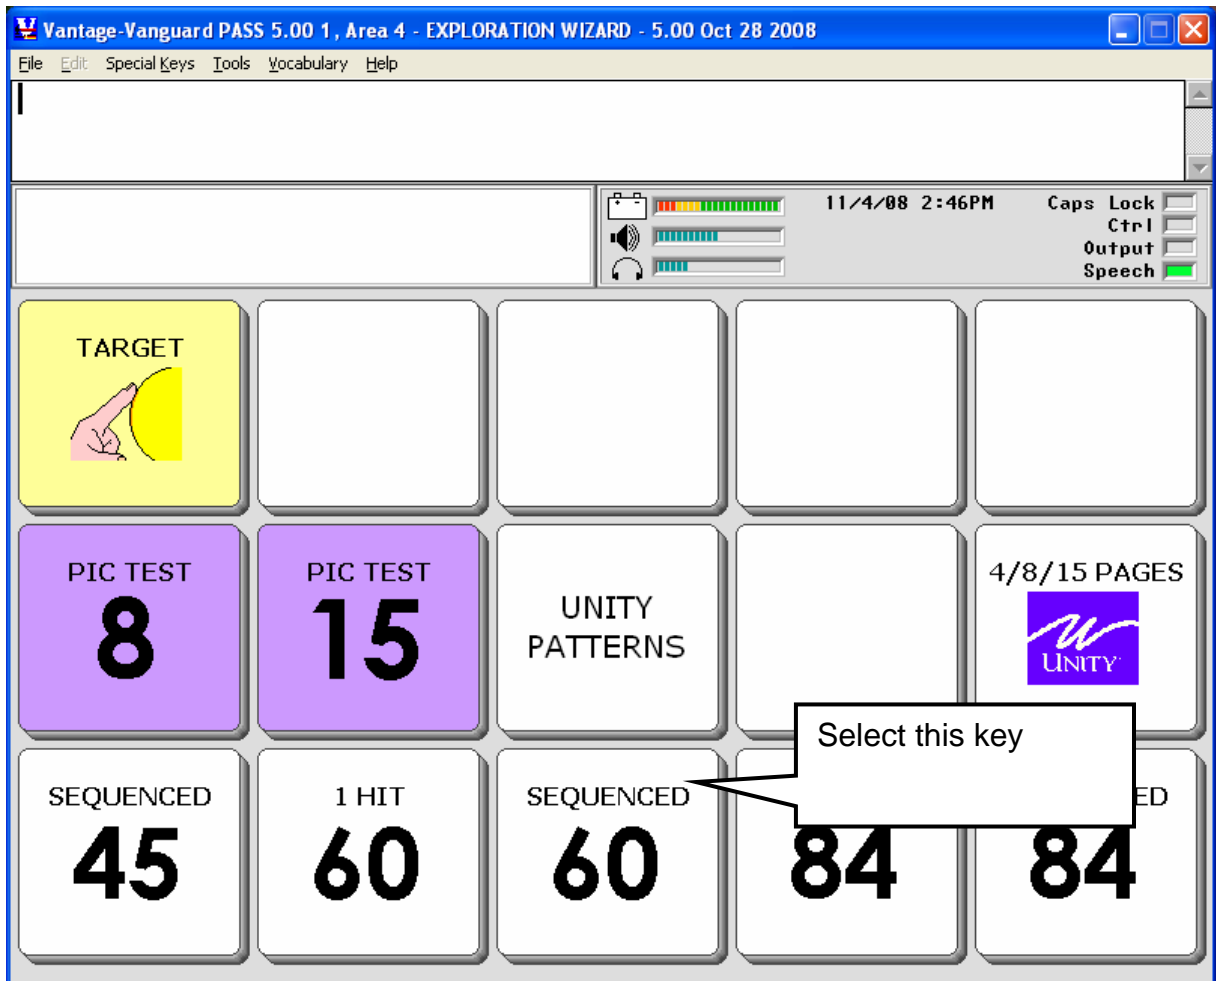 Vantage-Vanguard PASS 5.00 1, Area 4 - EXPLORATION WIZARD - 5.00 Oct 28 2008
File Edit Special Keys Tools Vocabulary Help
11/4/08 2:46PM
Caps Lock
Ctrl
Output
Speech
TARGET
PIC TEST
8
PIC TEST
15
UNITY
PATTERNS
4/8/15 PAGES
UNITY
Select this key
SEQUENCED
45
1 HIT
60
SEQUENCED
60
84
ED
84